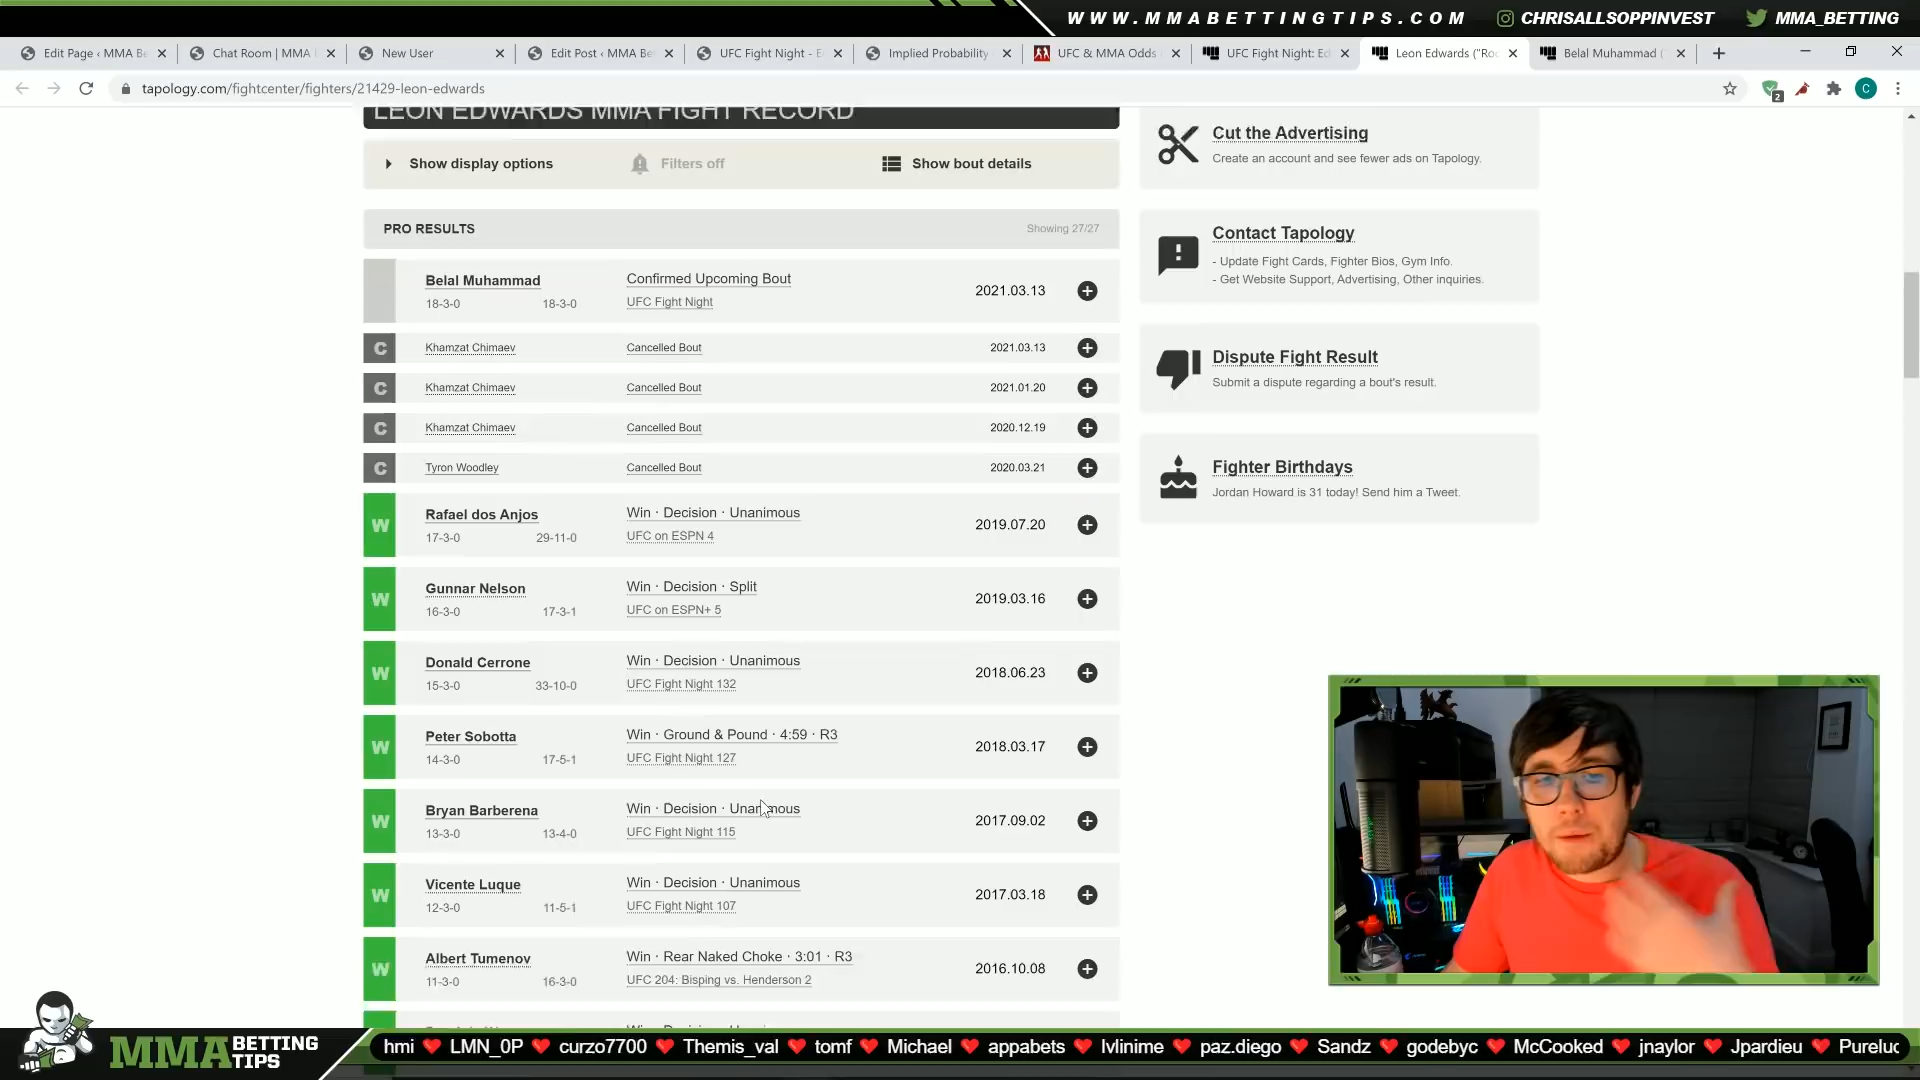 WWW.MMABETTINGTIPS.COM CHRISALLSOPPINVEST MMA_BETTING
Edit Page ‹ MMA Be Chat Room | MMA New User Edit Post ‹ MMA Be UFC Fight Night - E Implied Probability UFC & MMA Odds UFC Fight Night: Ed Leon Edwards ("Roc Belal Muhammad (
tapology.com/fightcenter/fighters/21429-leon-edwards
2
C
LEON EDWARDS MMA FIGHT RECORD
Show display options Filters off Show bout details
PRO RESULTS Showing 27/27
Belal Muhammad Confirmed Upcoming Bout 2021.03.13
18-3-0 18-3-0 UFC Fight Night
C Khamzat Chimaev Cancelled Bout 2021.03.13
C Khamzat Chimaev Cancelled Bout 2021.01.20
C Khamzat Chimaev Cancelled Bout 2020.12.19
C Tyron Woodley Cancelled Bout 2020.03.21
W Rafael dos Anjos Win · Decision · Unanimous 2019.07.20
17-3-0 29-11-0 UFC on ESPN 4
W Gunnar Nelson Win · Decision · Split 2019.03.16
16-3-0 17-3-1 UFC on ESPN+ 5
W Donald Cerrone Win · Decision · Unanimous 2018.06.23
15-3-0 33-10-0 UFC Fight Night 132
W Peter Sobotta Win · Ground & Pound · 4:59 · R3 2018.03.17
14-3-0 17-5-1 UFC Fight Night 127
W Bryan Barberena Win · Decision · Unanimous 2017.09.02
13-3-0 13-4-0 UFC Fight Night 115
W Vicente Luque Win · Decision · Unanimous 2017.03.18
12-3-0 11-5-1 UFC Fight Night 107
W Albert Tumenov Win · Rear Naked Choke · 3:01 · R3 2016.10.08
11-3-0 16-3-0 UFC 204: Bisping vs. Henderson 2
Cut the Advertising
Create an account and see fewer ads on Tapology.
Contact Tapology
- Update Fight Cards, Fighter Bios, Gym Info.
- Get Website Support, Advertising, Other inquiries.
Dispute Fight Result
Submit a dispute regarding a bout's result.
Fighter Birthdays
Jordan Howard is 31 today! Send him a Tweet.
MMA BETTING
TIPS
hmi ❤ LMN_0P ❤ curzo7700 ❤ Themis_val ❤ tomf ❤ Michael ❤ appabets ❤ lvlinime ❤ paz.diego ❤ Sandz ❤ godebyc ❤ McCooked ❤ jnaylor ❤ Jpardieu ❤ Pureluc